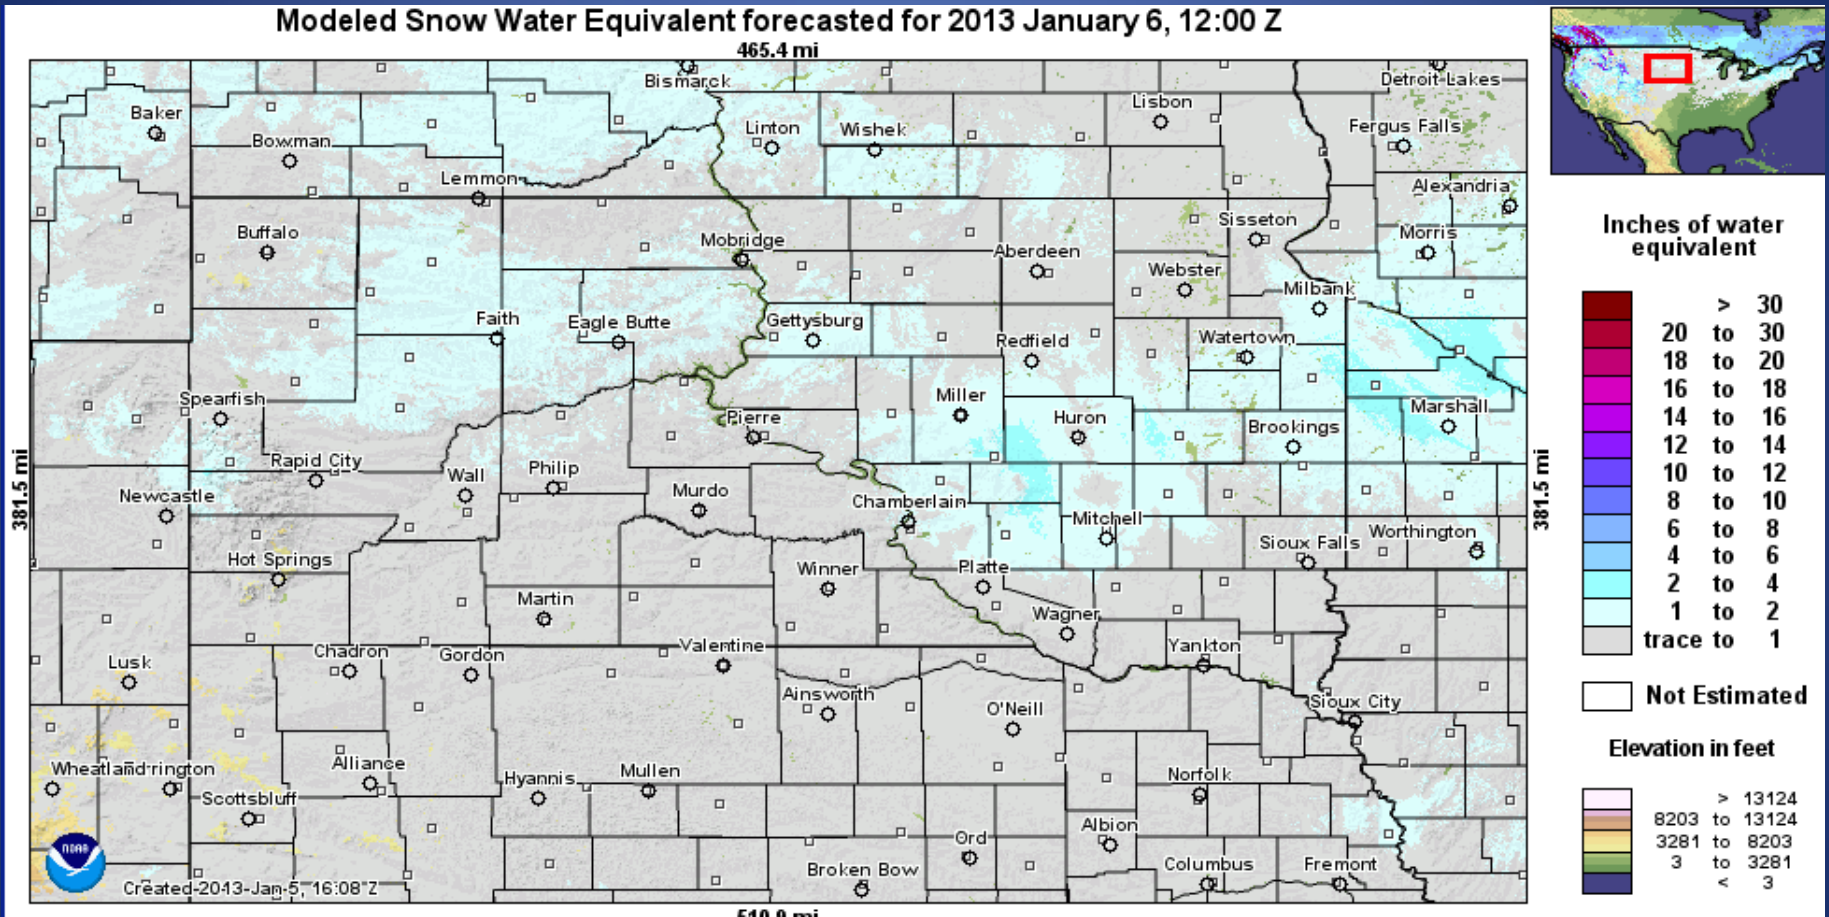 Modeled Snow Water Equivalent forecasted for 2013 January 6, 12:00 Z
465.4 mi
Bismarck
Detroit Lakes
Baker
Lisbon
Bowman
Linton
Wishek
Fergus Falls
Lemmon
Alexandria
Buffalo
Mobridge
Sisseton
Morris
Aberdeen
Webster
Milbank
Faith
Eagle Butte
Gettysburg
Redfield
Watertown
Spearfish
Miller
Marshall
Pierre
Huron
Brookings
Rapid City
Wall
Philip
Newcastle
Murdo
Chamberlain
Mitchell
Worthington
Hot Springs
Sioux Falls
Winner
Platte
Martin
Wagner
Lusk
Chadron
Gordon
Valentine
Yankton
Ainsworth
O'Neill
Sioux City
Wheatland
Alliance
Hyannis
Mullen
Norfolk
Scottsbluff
Ord
Albion
Broken Bow
Columbus
Fremont
381.5 mi
381.5 mi
NOAA
Created 2013-Jan-5, 16:08 Z
Inches of water
equivalent
> 30
20 to 30
18 to 20
16 to 18
14 to 16
12 to 14
10 to 12
8 to 10
6 to 8
4 to 6
2 to 4
1 to 2
trace to 1
Not Estimated
Elevation in feet
> 13124
8203 to 13124
3281 to 8203
3 to 3281
< 3